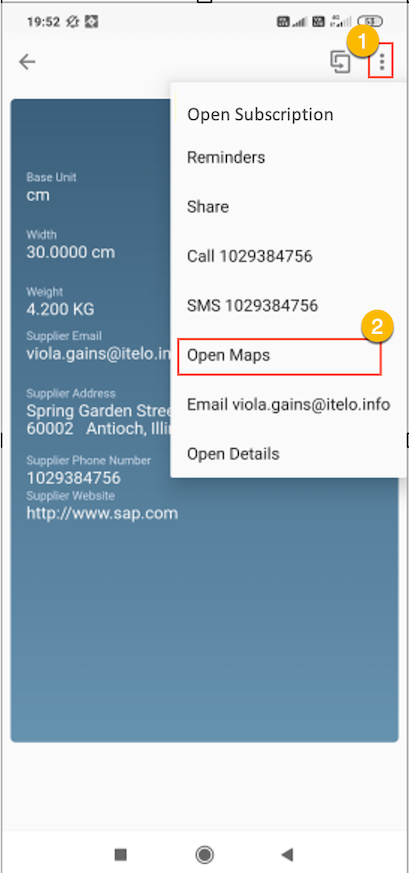 19:52 53
1
Open Subscription
Reminders
Share
Call 1029384756
SMS 1029384756
2
Open Maps
Email viola.gains@itelo.info
Open Details
Base Unit
cm
Width
30.0000 cm
Weight
4.200 KG
Supplier Email
viola.gains@itelo.in
Supplier Address
Spring Garden Stree
60002 Antioch, Illi
Supplier Phone Number
1029384756
Supplier Website
http://www.sap.com